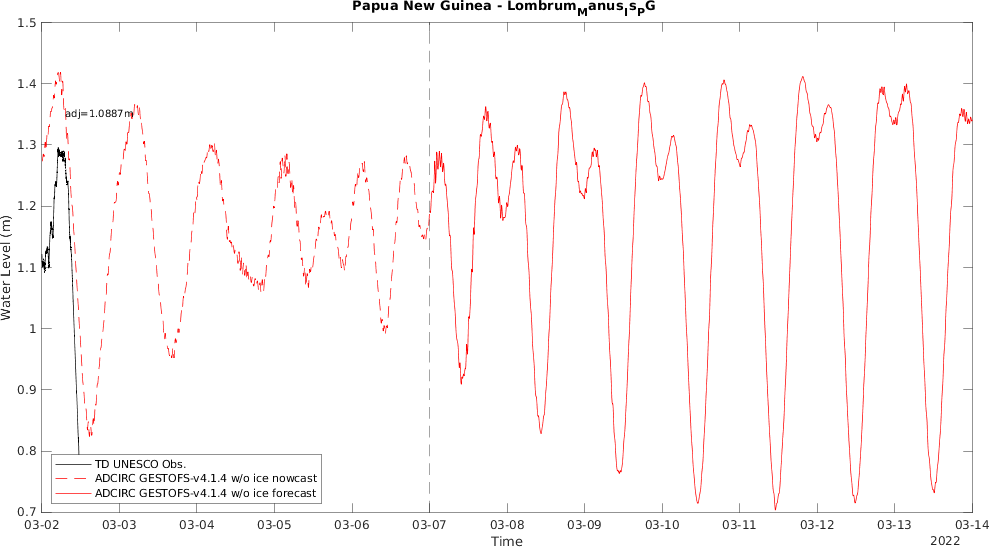 Papua New Guinea - LombrumManusIsPG
1.5
1.4
adj=1.0887m
1.3
1.2
Water Level (m)
1.1
1
0.9
0.8
TD UNESCO Obs.
ADCIRC GESTOFS-v4.1.4 w/o ice nowcast
ADCIRC GESTOFS-v4.1.4 w/o ice forecast
0.7
03-02 03-03 03-04 03-05 03-06 03-07 03-08 03-09 03-10 03-11 03-12 03-13 03-14
Time
2022